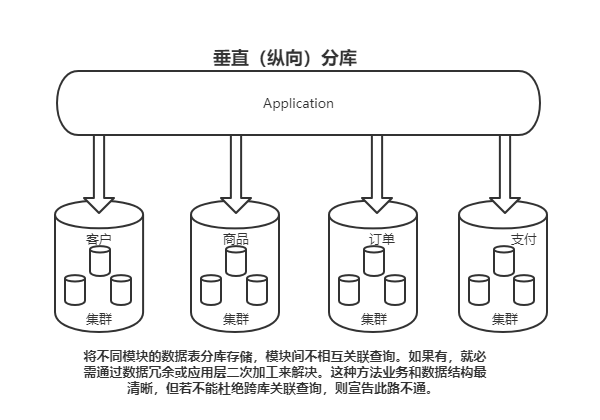 垂直（纵向）分库
Application
客户
商品
订单
支付
集群
集群
集群
集群
将不同模块的数据表分库存储，模块间不相互关联查询。如果有，就必
需通过数据冗余或应用层二次加工来解决。这种方法业务和数据结构最
清晰，但若不能杜绝跨库关联查询，则宣告此路不通。